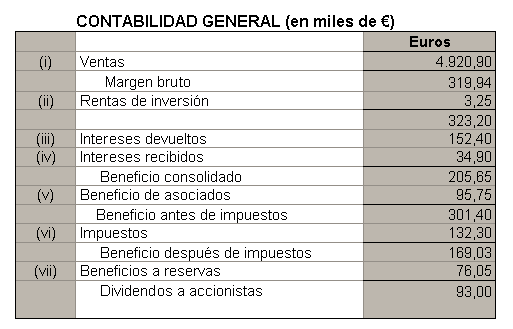 CONTABILIDAD GENERAL (en miles de €)
Euros
(i) Ventas 4.920,90
Margen bruto 319,94
(ii) Rentas de inversión 3,25
323,20
(iii) Intereses devueltos 152,40
(iv) Intereses recibidos 34,90
Beneficio consolidado 205,65
(v) Beneficio de asociados 95,75
Beneficio antes de impuestos 301,40
(vi) Impuestos 132,30
Beneficio después de impuestos 169,03
(vii) Beneficios a reservas 76,05
Dividendos a accionistas 93,00